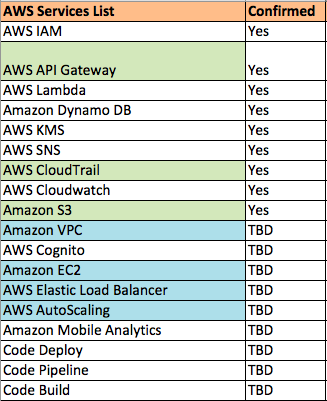 AWS Services List Confirmed
AWS IAM Yes
AWS API Gateway Yes
AWS Lambda Yes
Amazon Dynamo DB Yes
AWS KMS Yes
AWS SNS Yes
AWS CloudTrail Yes
AWS Cloudwatch Yes
Amazon S3 Yes
Amazon VPC TBD
AWS Cognito TBD
Amazon EC2 TBD
AWS Elastic Load Balancer TBD
AWS AutoScaling TBD
Amazon Mobile Analytics TBD
Code Deploy TBD
Code Pipeline TBD
Code Build TBD